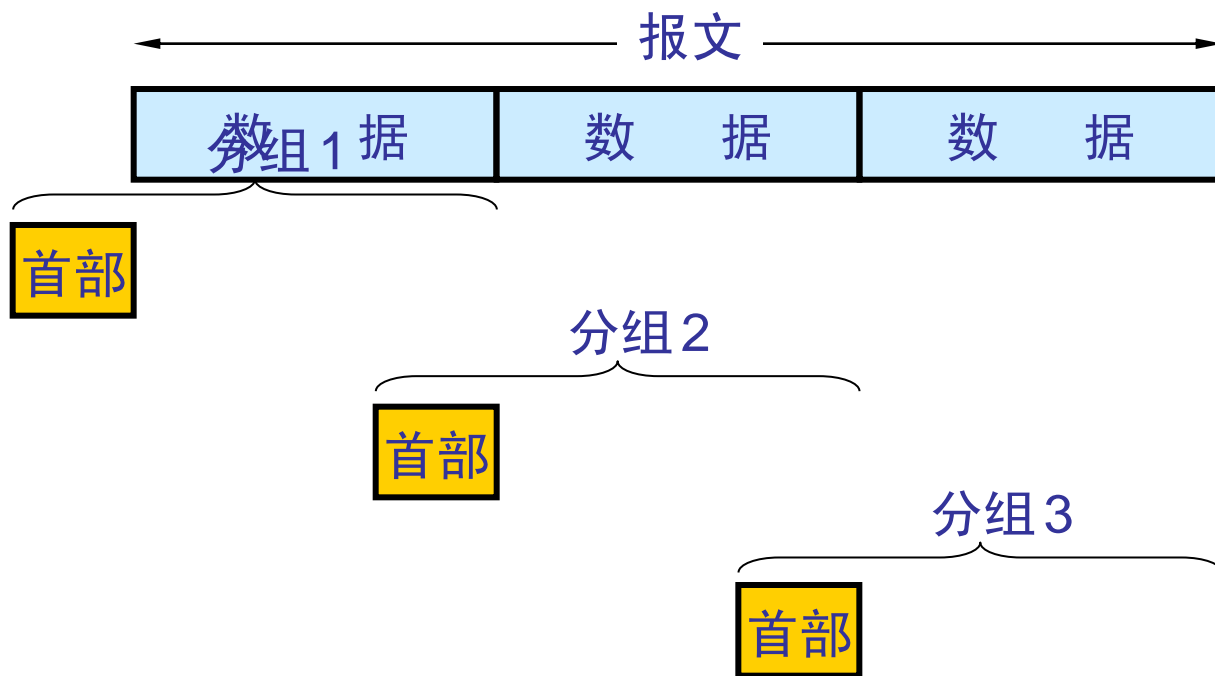 报文
数 据 数 据 数 据
分组1
首部
分组2
首部
分组3
首部